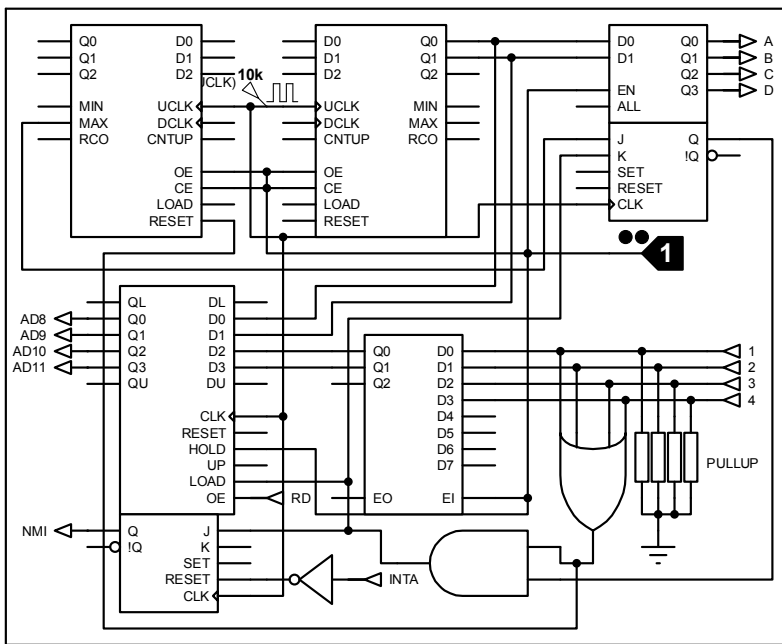 Q0 D0 D0 Q0 D0 Q0 A
Q1 D1 D1 Q1 D1 Q1 B
Q2 D2 D2 Q2 Q2 C
10k
UCLK)
EN Q3 D
MIN UCLK UCLK MIN ALL
MAX DCLK DCLK MAX
RCO CNTUP CNTUP RCO
J Q
K !Q
OE OE SET
CE CE RESET
LOAD LOAD CLK
RESET RESET
1
QL DL
AD8 Q0 D0
AD9 Q1 D1
AD10 Q2 D2 Q0 D0 1
AD11 Q3 D3 Q1 D1 2
QU DU Q2 D2 3
D3 4
CLK D4
RESET D5
HOLD D6
UP D7
LOAD
OE RD EO EI
PULLUP
NMI Q J
!Q K
SET
RESET INTA
CLK